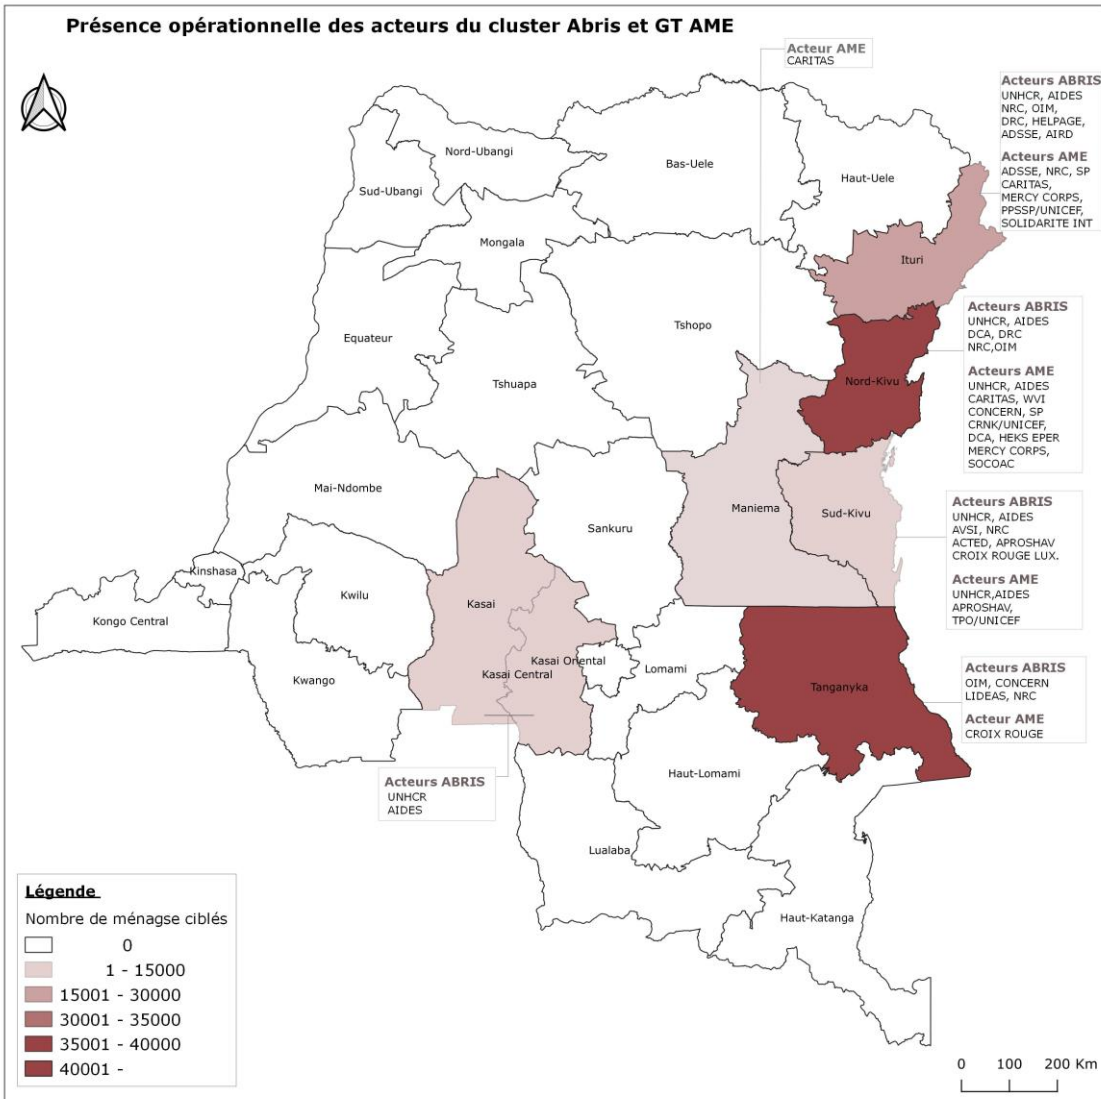 Présence opérationnelle des acteurs du cluster Abris et GT AME
Acteur AME
CARITAS
Acteurs ABRIS
UNHCR, AIDES
NRC, OIM,
DRC, HELPAGE,
ADSSE, AIRD
Acteurs AME
ADSSE, NRC, SP
CARITAS,
MERCY CORPS,
PPSSP/UNICEF,
SOLIDARITE INT
Nord-Ubangi
Bas-Uele
Haut-Uele
Sud-Ubangi
Mongala
Ituri
Acteurs ABRIS
UNHCR, AIDES
DCA, DRC
NRC,OIM
Acteurs AME
UNHCR, AIDES
CARITAS, WVI
CONCERN, SP
CRNK/UNICEF,
DCA, HEKS EPER
MERCY CORPS,
SOCOAC
Equateur
Tshopo
Tshuapa
Nord-Kivu
Mai-Ndombe
Sankuru
Maniema
Sud-Kivu
Acteurs ABRIS
UNHCR, AIDES
AVSI, NRC
ACTED, APROSHAV
CROIX ROUGE LUX.
Acteurs AME
UNHCR,AIDES
APROSHAV,
TPO/UNICEF
Kinshasa
Kwilu
Kasai
Kongo Central
Kasai Oriental
Lomami
Kwango
Kasai Central
Tanganyka
Acteurs ABRIS
OIM, CONCERN
LIDEAS, NRC
Acteur AME
CROIX ROUGE
Acteurs ABRIS
UNHCR
AIDES
Haut-Lomami
Lualaba
Haut-Katanga
Légende
Nombre de ménagse ciblés
0
1 - 15000
15001 - 30000
30001 - 35000
35001 - 40000
40001 -
0 100 200 Km